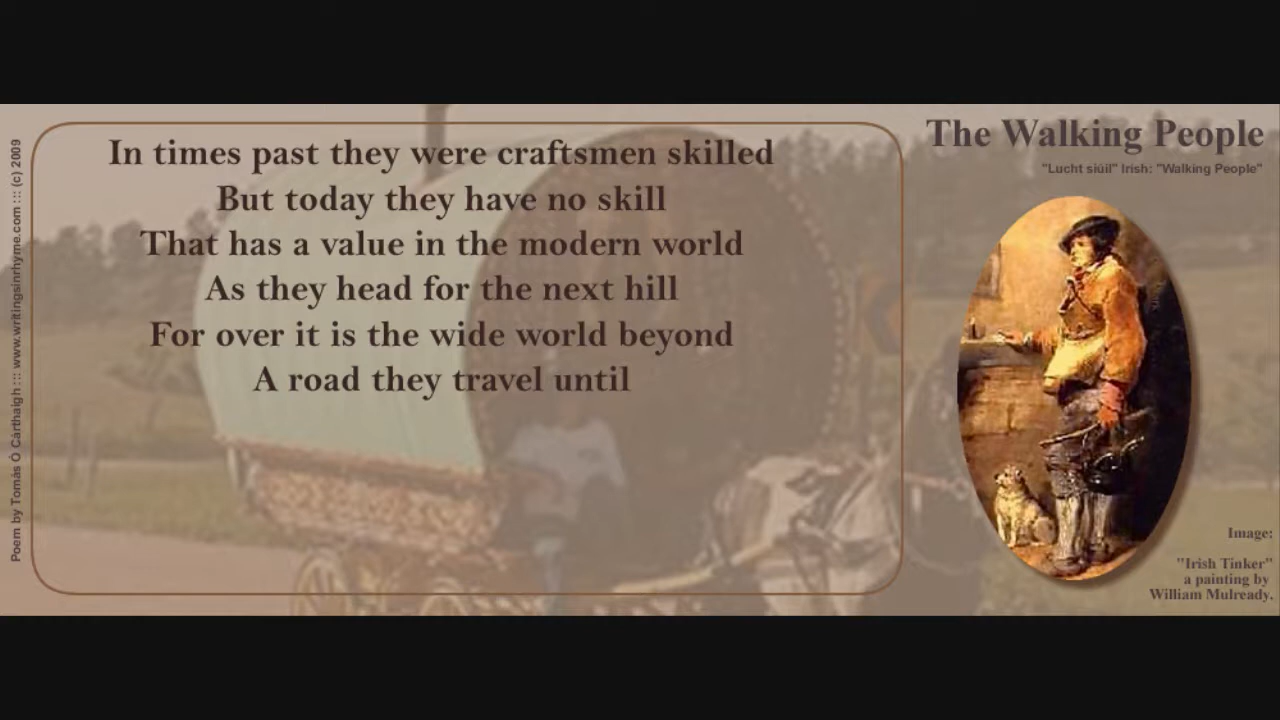 In times past they were craftsmen skilled
But today they have no skill
That has a value in the modern world
As they head for the next hill
For over it is the wide world beyond
A road they travel until
The Walking People
"Lucht siúil" Irish: "Walking People"
Image:
"Irish Tinker"
a painting by
William Mulready.
Poem by Tomás Ó Cárthaigh ::: www.writingsinrhyme.com ::: (c) 2009